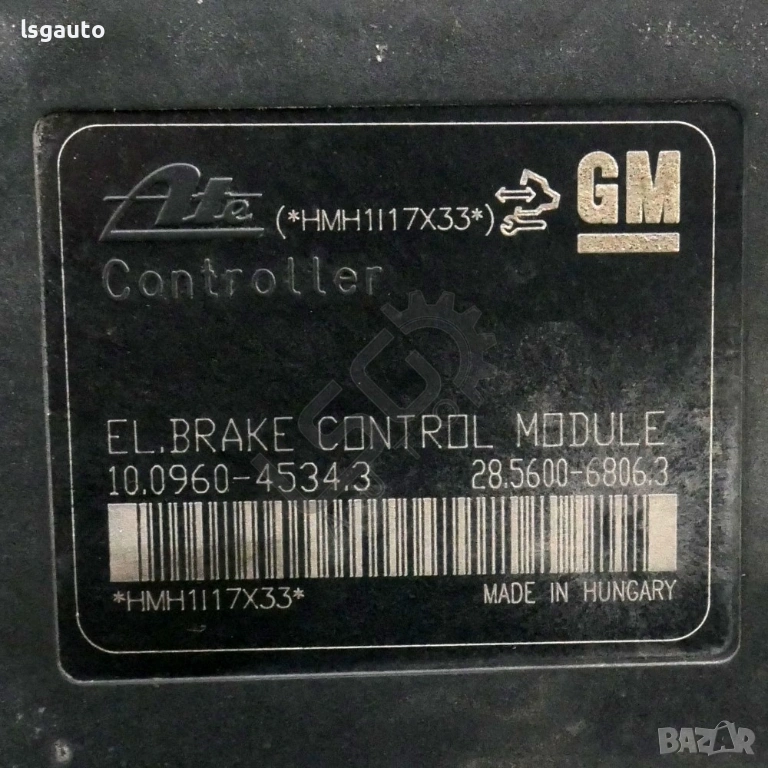 lsgauto
Ate (*HMH1I17X33*) GM
Controller
EL.BRAKE CONTROL MODULE
10.0960-4534.3 28.5600-6806.3
*HMH1I17X33* MADE IN HUNGARY
BAZAR